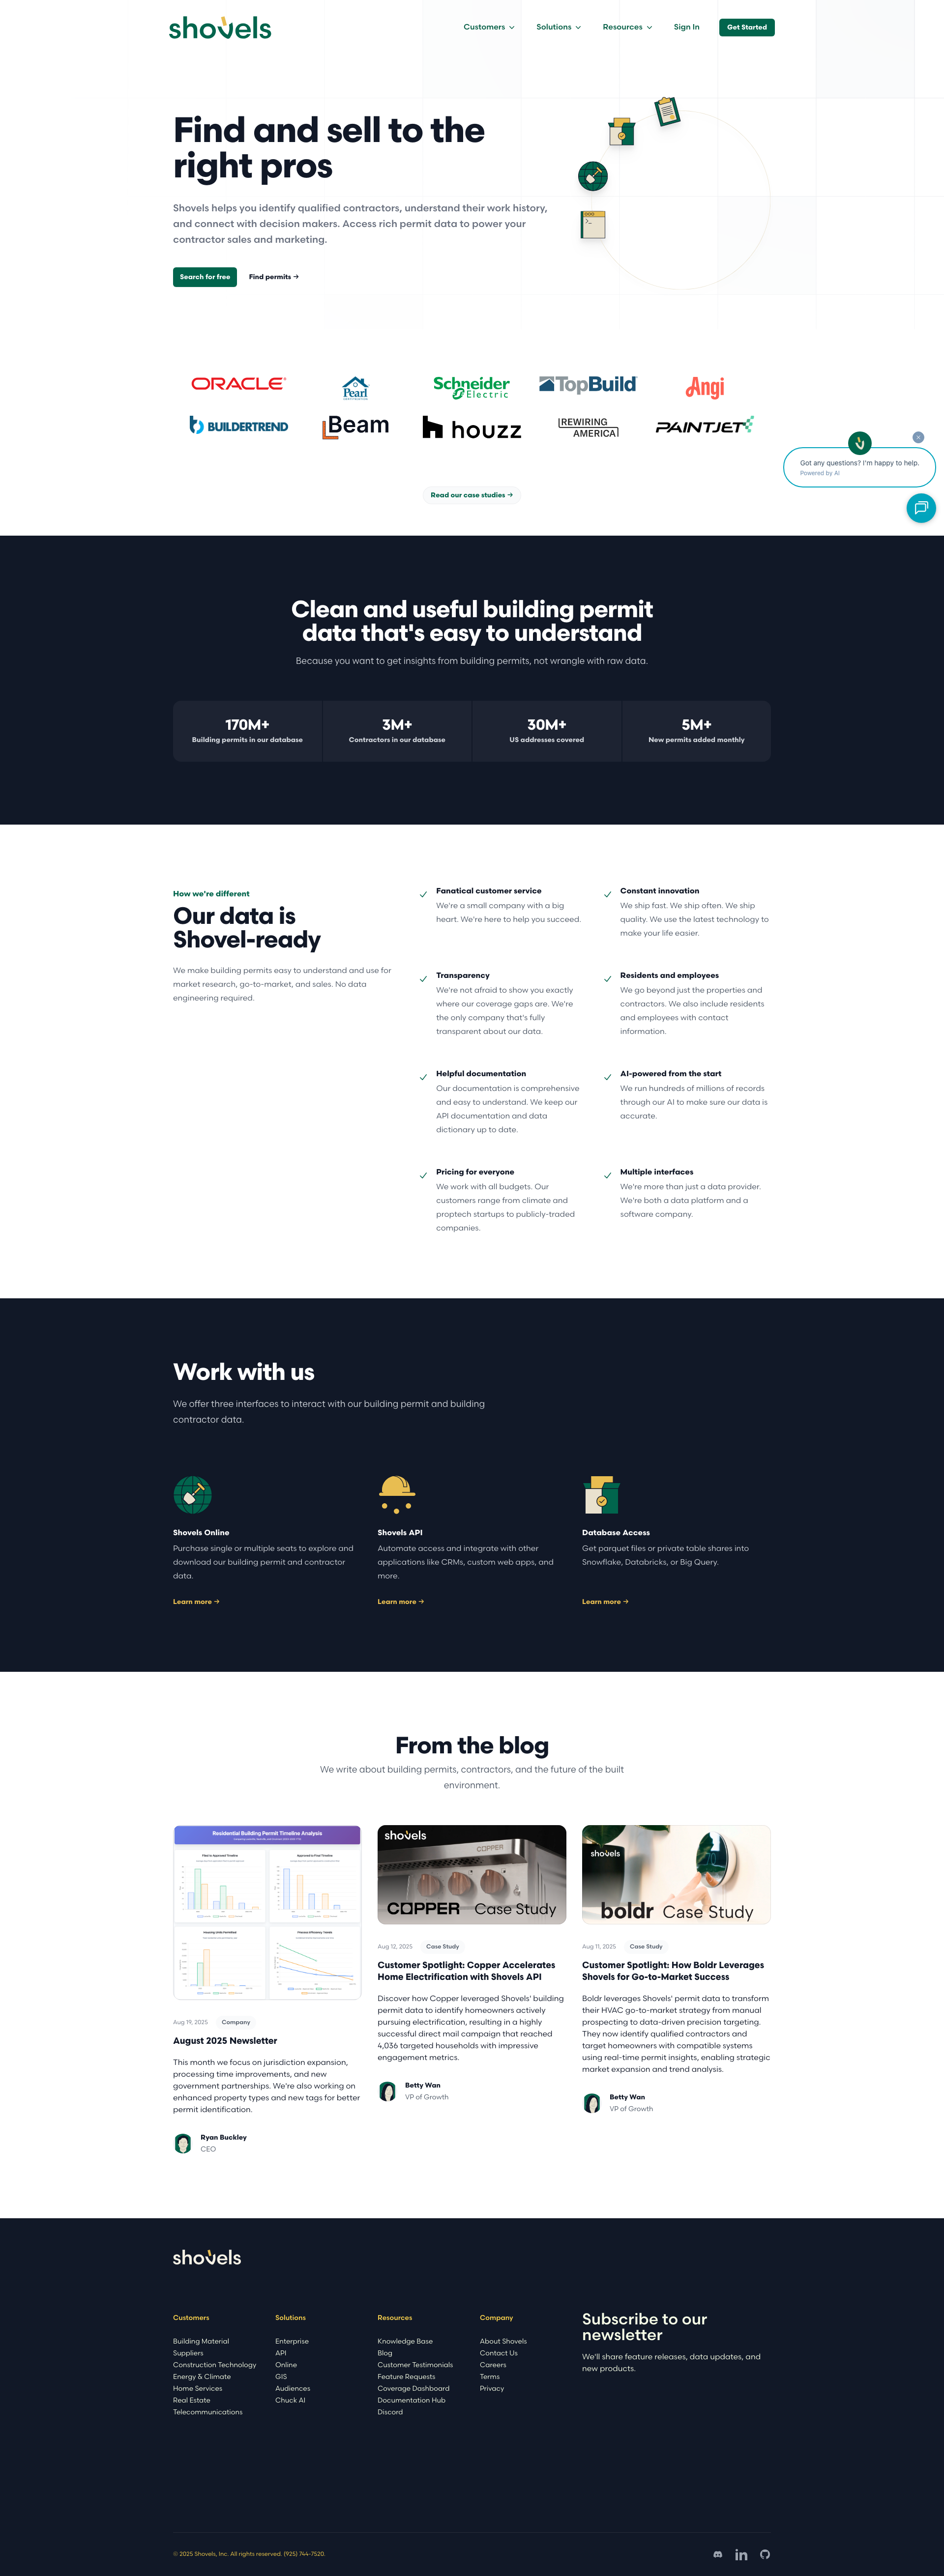 shovels
Customers
Solutions
Resources
Sign In
Get Started
Find and sell to the
right pros
Shovels helps you identify qualified contractors, understand their work history,
and connect with decision makers. Access rich permit data to power your
contractor sales and marketing.
Search for free
Find permits →
ORACLE
Pearl
Schneider
Electric
TopBuild
Angi
BUILDERTREND
Beam
houzz
REWIRING
AMERICA
PAINTJET
Got any questions? I'm happy to help.
Powered by AI
Read our case studies →
Clean and useful building permit
data that's easy to understand
Because you want to get insights from building permits, not wrangle with raw data.
170M+
Building permits in our database
3M+
Contractors in our database
30M+
US addresses covered
5M+
New permits added monthly
How we're different
Our data is
Shovel-ready
We make building permits easy to understand and use for
market research, go-to-market, and sales. No data
engineering required.
Fanatical customer service
We're a small company with a big
heart. We're here to help you succeed.
Constant innovation
We ship fast. We ship often. We ship
quality. We use the latest technology to
make your life easier.
Transparency
We're not afraid to show you exactly
where our coverage gaps are. We're
the only company that's fully
transparent about our data.
Residents and employees
We go beyond just the properties and
contractors. We also include residents
and employees with contact
information.
Helpful documentation
Our documentation is comprehensive
and easy to understand. We keep our
API documentation and data
dictionary up to date.
AI-powered from the start
We run hundreds of millions of records
through our AI to make sure our data is
accurate.
Pricing for everyone
We work with all budgets. Our
customers range from climate and
proptech startups to publicly-traded
companies.
Multiple interfaces
We're more than just a data provider.
We're both a data platform and a
software company.
Work with us
We offer three interfaces to interact with our building permit and building
contractor data.
Shovels Online
Purchase single or multiple seats to explore and
download our building permit and contractor
data.
Learn more →
Shovels API
Automate access and integrate with other
applications like CRMs, custom web apps, and
more.
Learn more →
Database Access
Get parquet files or private table shares into
Snowflake, Databricks, or Big Query.
Learn more →
From the blog
We write about building permits, contractors, and the future of the built
environment.
Residential Building Permit Timeline Analysis
Aug 19, 2025
Company
August 2025 Newsletter
This month we focus on jurisdiction expansion,
processing time improvements, and new
government partnerships. We're also working on
enhanced property types and new tags for better
permit identification.
Ryan Buckley
CEO
shovels
COPPER
COPPER Case Study
Aug 12, 2025
Case Study
Customer Spotlight: Copper Accelerates
Home Electrification with Shovels API
Discover how Copper leveraged Shovels' building
permit data to identify homeowners actively
pursuing electrification, resulting in a highly
successful direct mail campaign that reached
4,036 targeted households with impressive
engagement metrics.
Betty Wan
VP of Growth
shovels
boldr Case Study
Aug 11, 2025
Case Study
Customer Spotlight: How Boldr Leverages
Shovels for Go-to-Market Success
Boldr leverages Shovels' permit data to transform
their HVAC go-to-market strategy from manual
prospecting to data-driven precision targeting.
They now identify qualified contractors and
target homeowners with compatible systems
using real-time permit insights, enabling strategic
market expansion and trend analysis.
Betty Wan
VP of Growth
shovels
Customers
Building Material
Suppliers
Construction Technology
Energy & Climate
Home Services
Real Estate
Telecommunications
Solutions
Enterprise
API
Online
GIS
Audiences
Chuck AI
Resources
Knowledge Base
Blog
Customer Testimonials
Feature Requests
Coverage Dashboard
Documentation Hub
Discord
Company
About Shovels
Contact Us
Careers
Terms
Privacy
Subscribe to our
newsletter
We'll share feature releases, data updates, and
new products.
© 2025 Shovels, Inc. All rights reserved. (925) 744-7520.